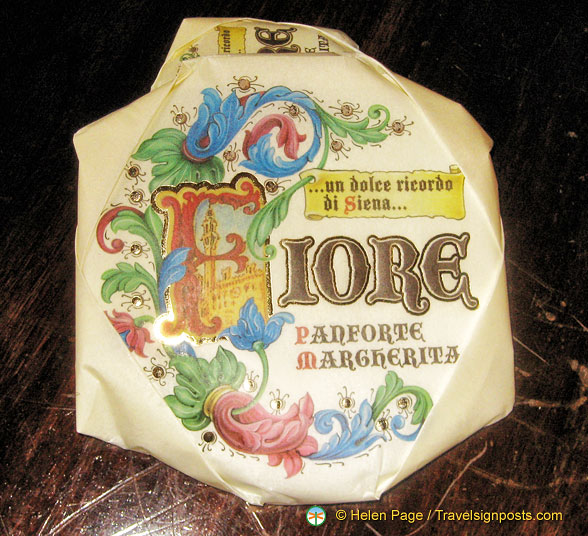 ...un dolce ricordo
di Siena...
FIORE
PANFORTE
MARGHERITA
© Helen Page / Travelsignposts.com